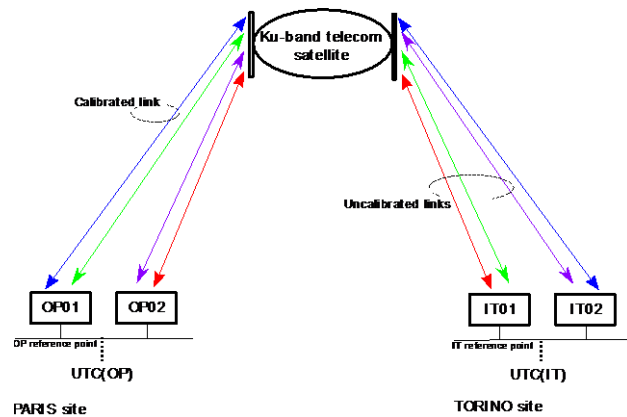 Ku-band telecom
satellite
Calibrated link
Uncalibrated links
OP01
OP02
IT01
IT02
OP reference point
IT reference point
UTC(OP)
UTC(IT)
PARIS site
TORINO site